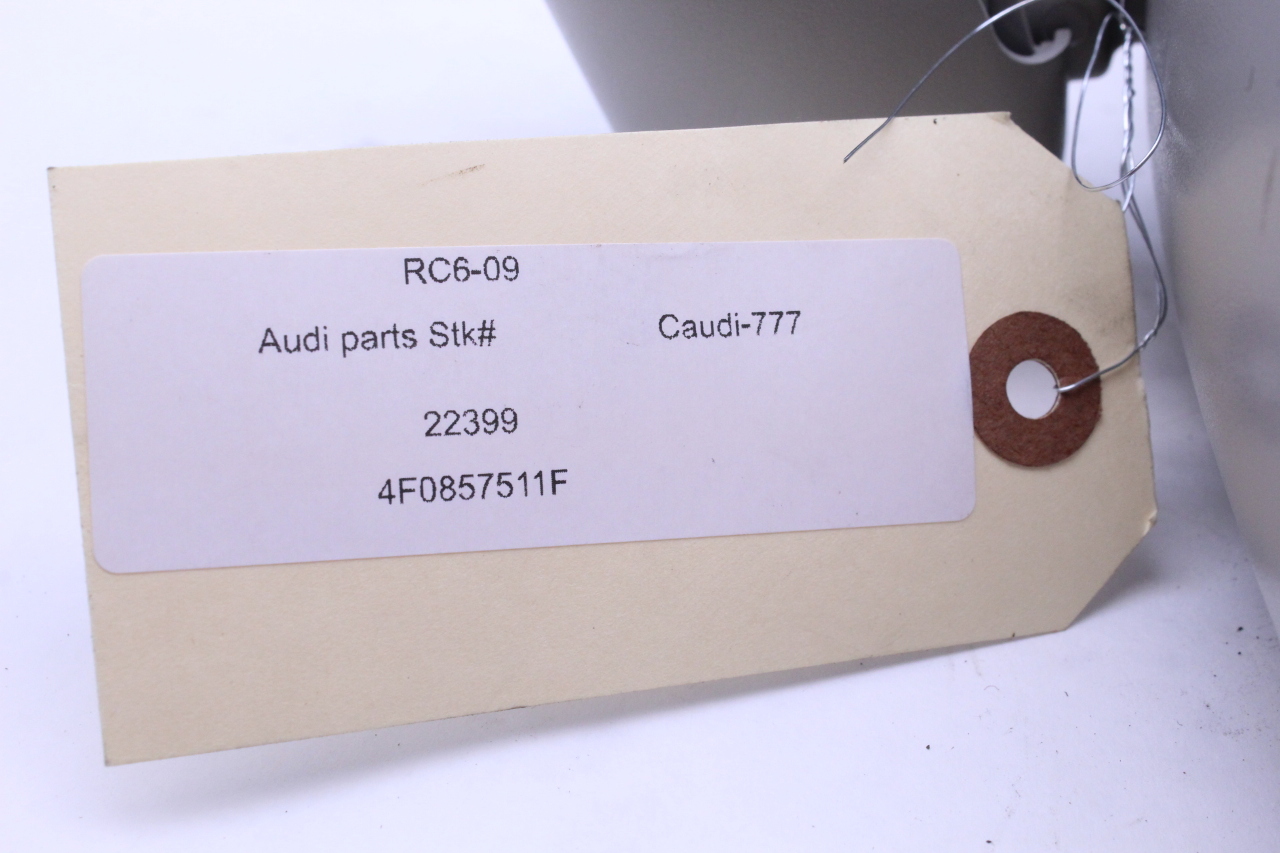 RC6-09
Audi parts Stk# Caudi-777
22399
4F0857511F